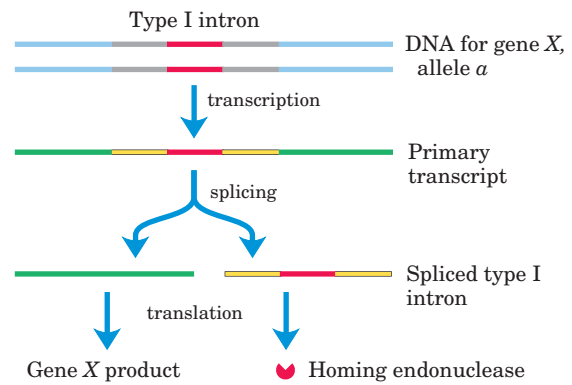 Type I intron
DNA for gene X,
allele a
transcription
Primary
transcript
splicing
Spliced type I
intron
translation
Gene X product
Homing endonuclease